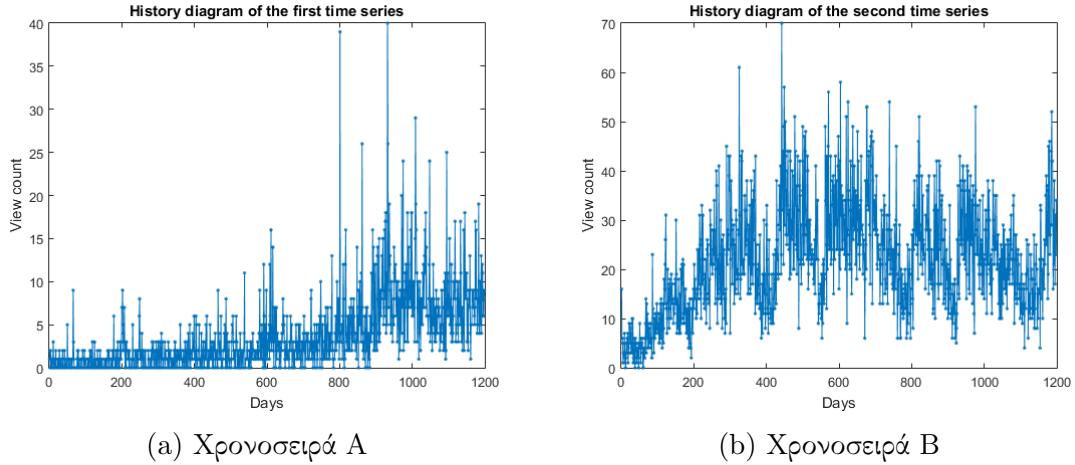 History diagram of the first time series
40
35
30
25
20
15
10
5
0
View count
0 200 400 600 800 1000 1200
Days
(a) Χρονοσειρά Α
History diagram of the second time series
70
60
50
40
30
20
10
0
View count
0 200 400 600 800 1000 1200
Days
(b) Χρονοσειρά Β